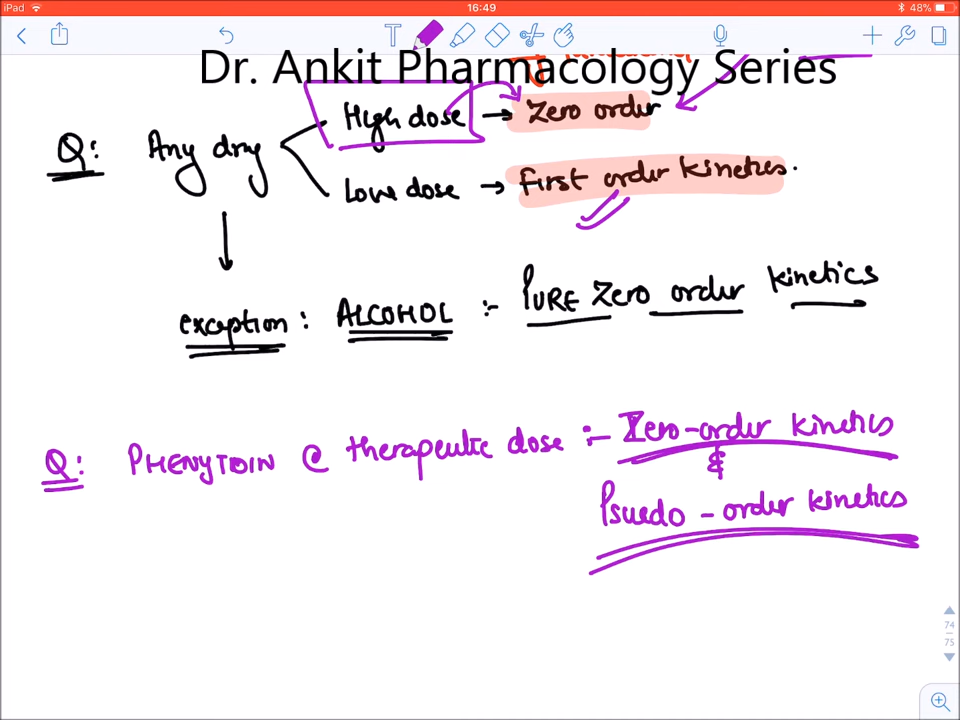 iPad 16:49 48%
T
Dr. Ankit Pharmacology Series
High dose → Zero order
Q: Any drug
Low dose → First order kinetics.
exception: ALCOHOL :- PURE Zero order kinetics
Q: PHENYTOIN @ therapeutic dose :- Zero-order kinetics
&
Psuedo - order kinetics
74
75